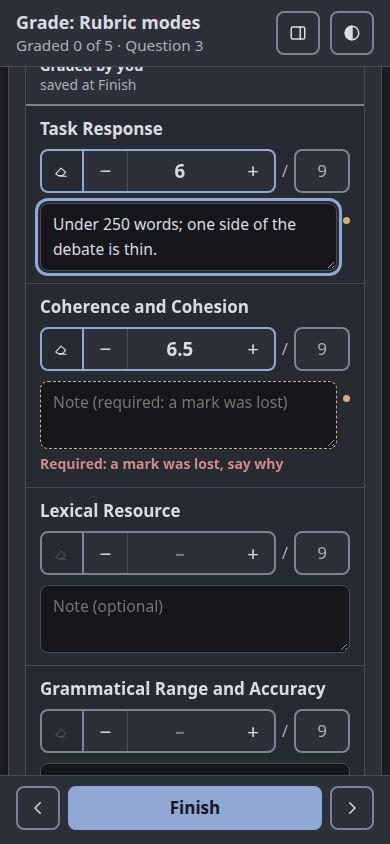 Grade: Rubric modes
Graded 0 of 5 · Question 3
Graded by you
saved at Finish
Task Response
− 6 + / 9
Under 250 words; one side of the
debate is thin.
Coherence and Cohesion
− 6.5 + / 9
Note (required: a mark was lost)
Required: a mark was lost, say why
Lexical Resource
− – + / 9
Note (optional)
Grammatical Range and Accuracy
− – + / 9
Finish